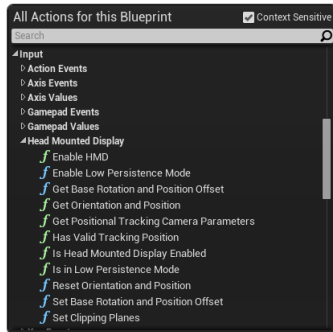 All Actions for this Blueprint
Context Sensitive
Search
Input
Action Events
Axis Events
Axis Values
Gamepad Events
Gamepad Values
Head Mounted Display
f Enable HMD
f Enable Low Persistence Mode
f Get Base Rotation and Position Offset
f Get Orientation and Position
f Get Positional Tracking Camera Parameters
f Has Valid Tracking Position
f Is Head Mounted Display Enabled
f Is in Low Persistence Mode
f Reset Orientation and Position
f Set Base Rotation and Position Offset
f Set Clipping Planes